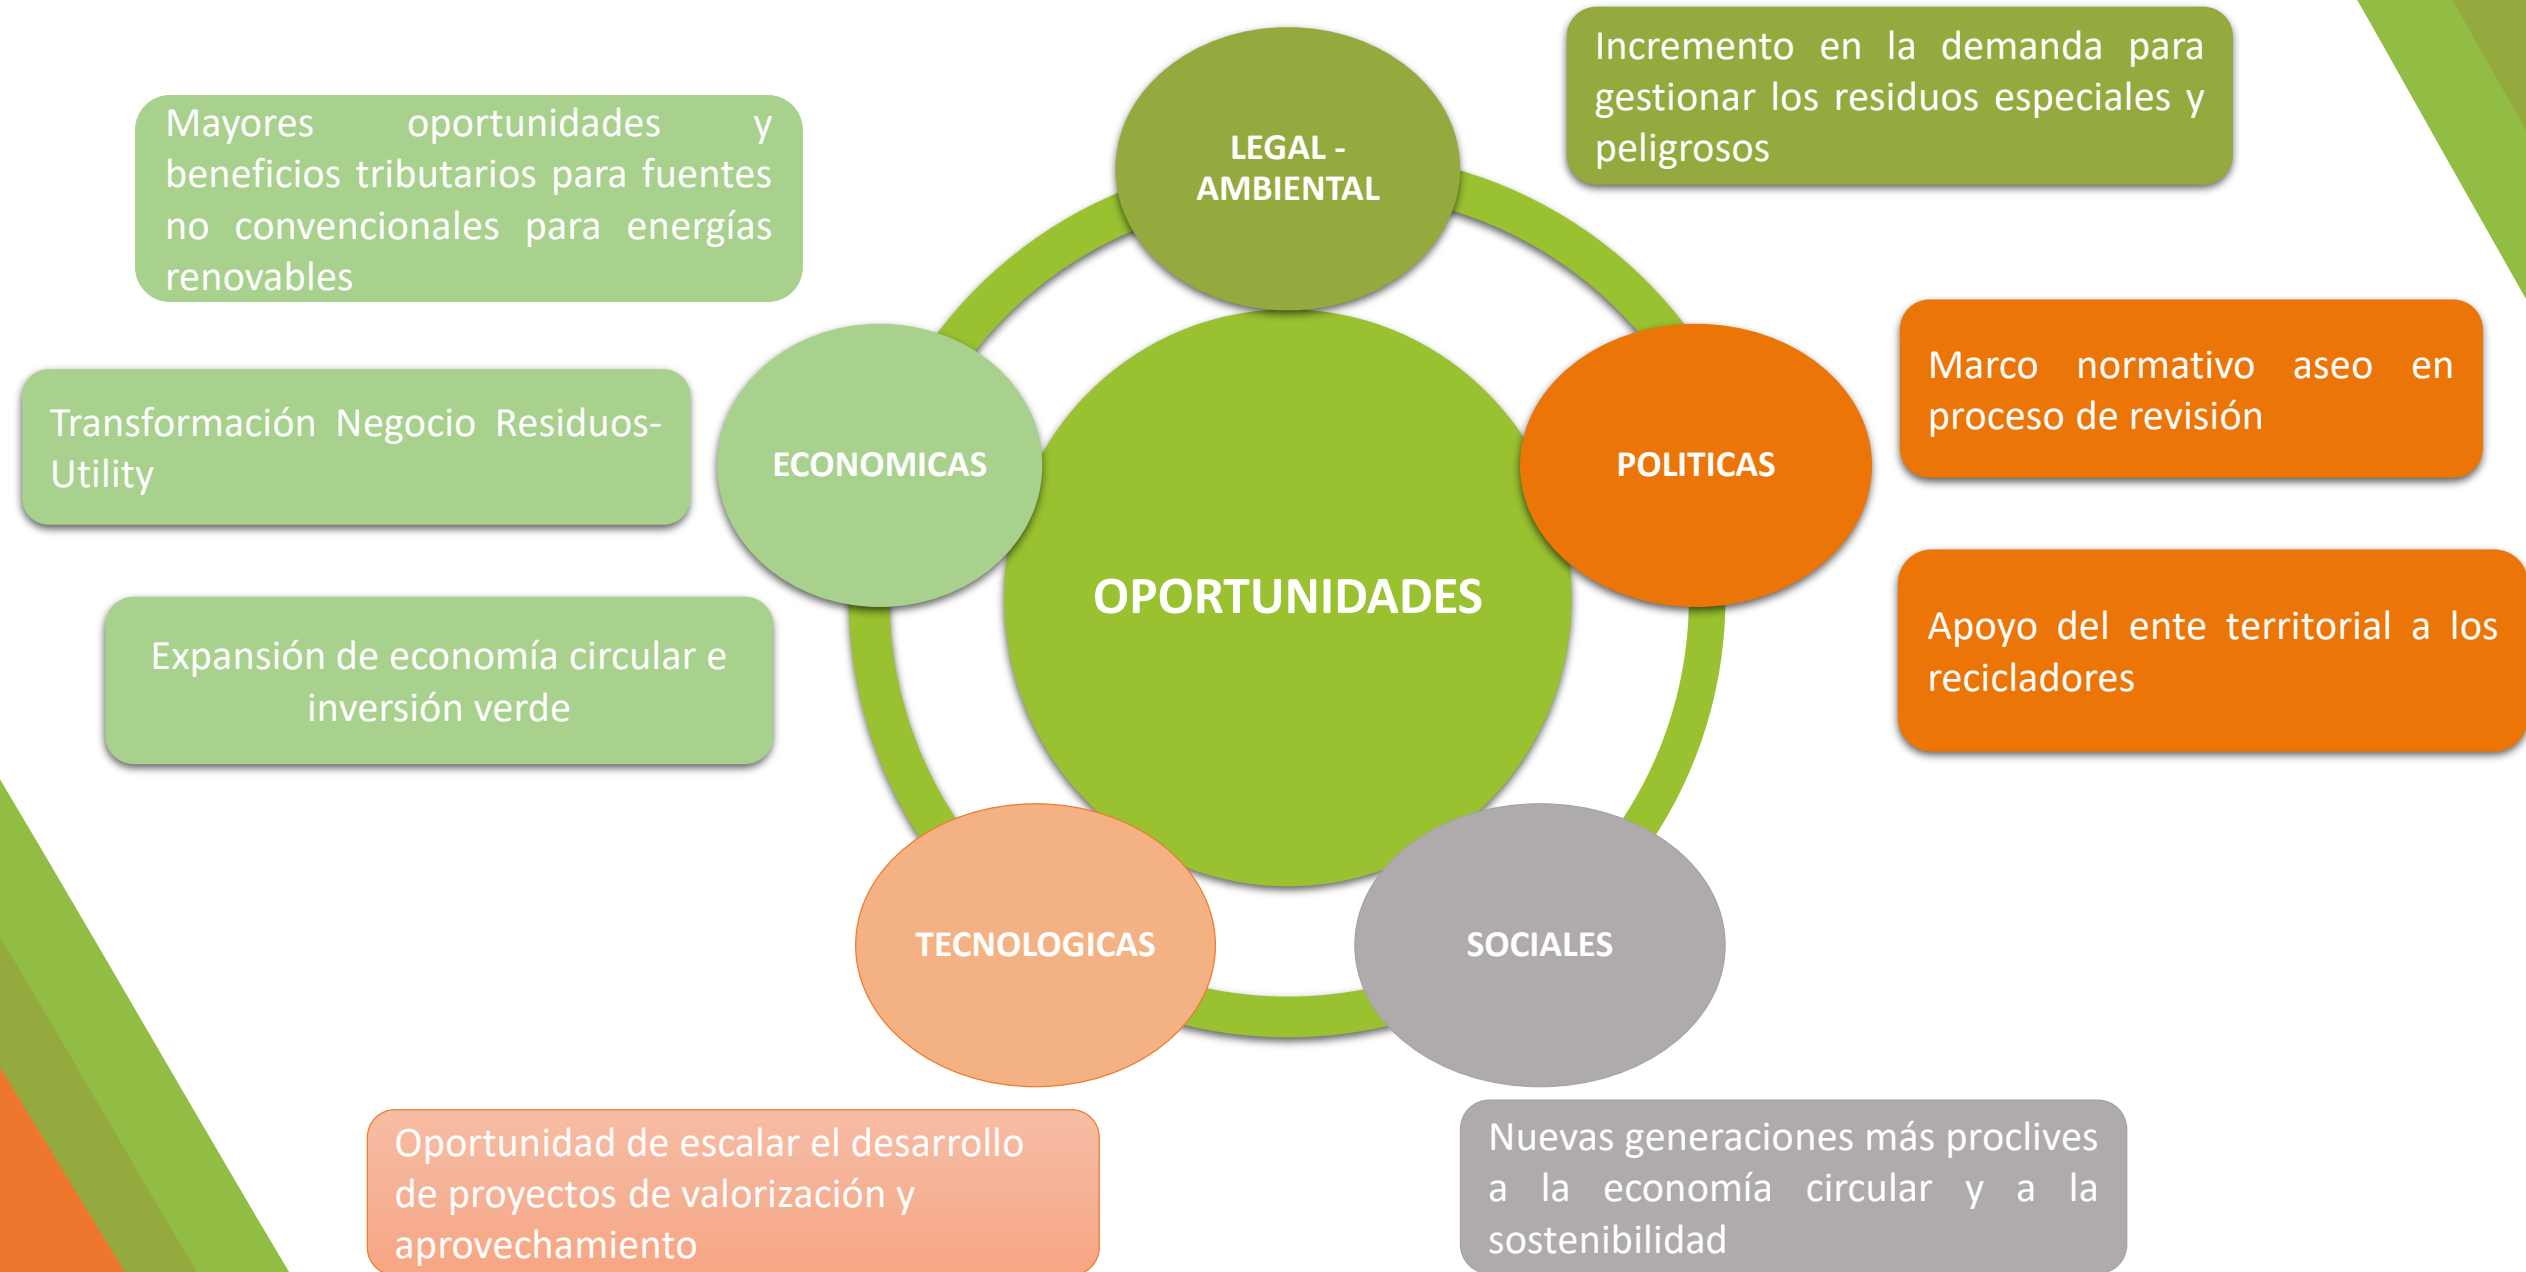 Incremento en la demanda para
gestionar los residuos especiales y
peligrosos
LEGAL -
AMBIENTAL
Mayores oportunidades y
beneficios tributarios para fuentes
no convencionales para energías
renovables
Marco normativo aseo en
proceso de revisión
Transformación Negocio Residuos-
Utility
ECONOMICAS
POLITICAS
OPORTUNIDADES
Apoyo del ente territorial a los
recicladores
Expansión de economía circular e
inversión verde
TECNOLOGICAS
SOCIALES
Oportunidad de escalar el desarrollo
de proyectos de valorización y
aprovechamiento
Nuevas generaciones más proclives
a la economía circular y a la
sostenibilidad